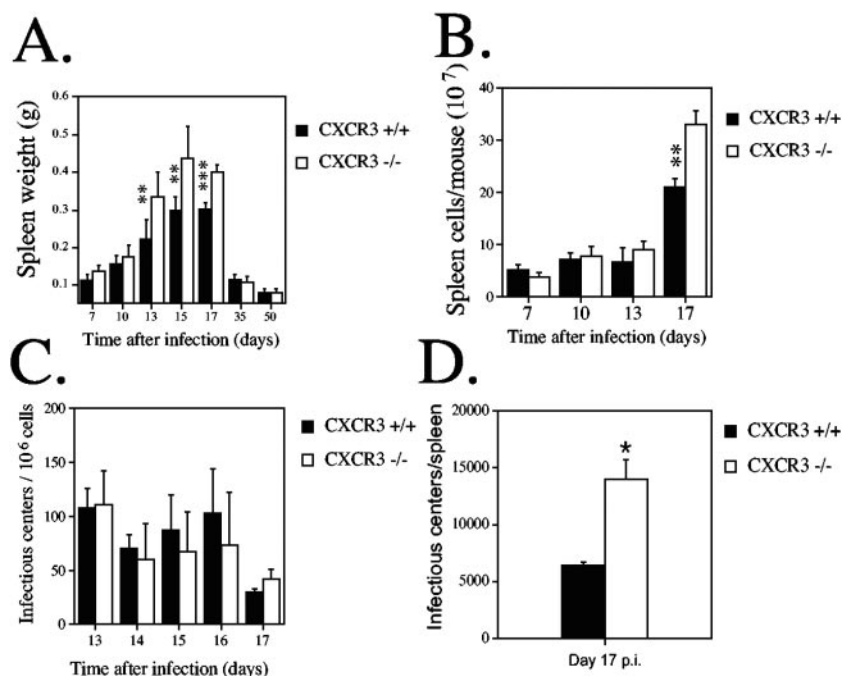 A.
Spleen weight (g)
0.6
0.5
0.4
0.3
0.2
0.1
**
**
***
CXCR3 +/+
CXCR3 -/-
7 10 13 15 17 35 50
Time after infection (days)
B.
Spleen cells/mouse (10 7)
40
30
20
10
0
**
CXCR3 +/+
CXCR3 -/-
7 10 13 17
Time after infection (days)
C.
Infectious centers / 10 6 cells
200
150
100
50
0
CXCR3 +/+
CXCR3 -/-
13 14 15 16 17
Time after infection (days)
D.
Infectious centers/spleen
20000
15000
10000
5000
0
*
CXCR3 +/+
CXCR3 -/-
Day 17 p.i.